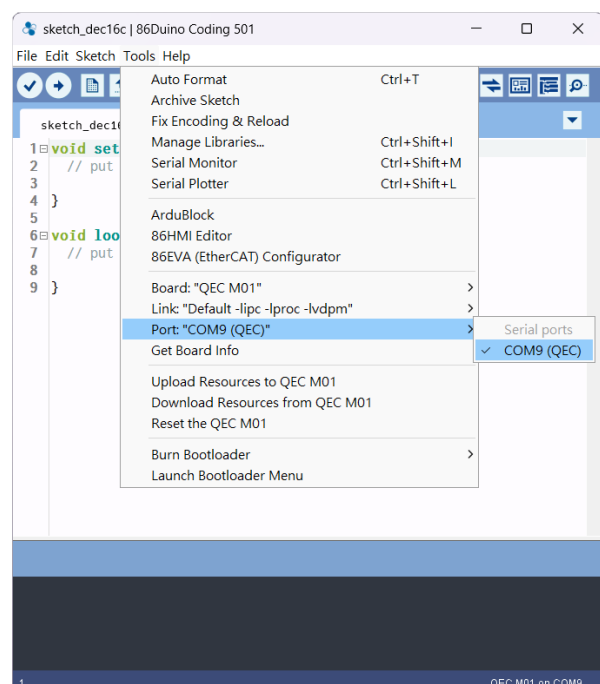 sketch_dec16c | 86Duino Coding 501
File Edit Sketch Tools Help
sketch_dec16
Auto Format Ctrl+T
Archive Sketch
Fix Encoding & Reload
Manage Libraries... Ctrl+Shift+I
Serial Monitor Ctrl+Shift+M
Serial Plotter Ctrl+Shift+L
ArduBlock
86HMI Editor
86EVA (EtherCAT) Configurator
Board: "QEC M01"
Link: "Default -lipc -lproc -lvdpm"
Port: "COM9 (QEC)"
Get Board Info
Upload Resources to QEC M01
Download Resources from QEC M01
Reset the QEC M01
Burn Bootloader
Launch Bootloader Menu
Serial ports
COM9 (QEC)
1 void set
2 // put
3
4 }
5
6 void loo
7 // put
8
9 }
1 QEC M01 on COM9